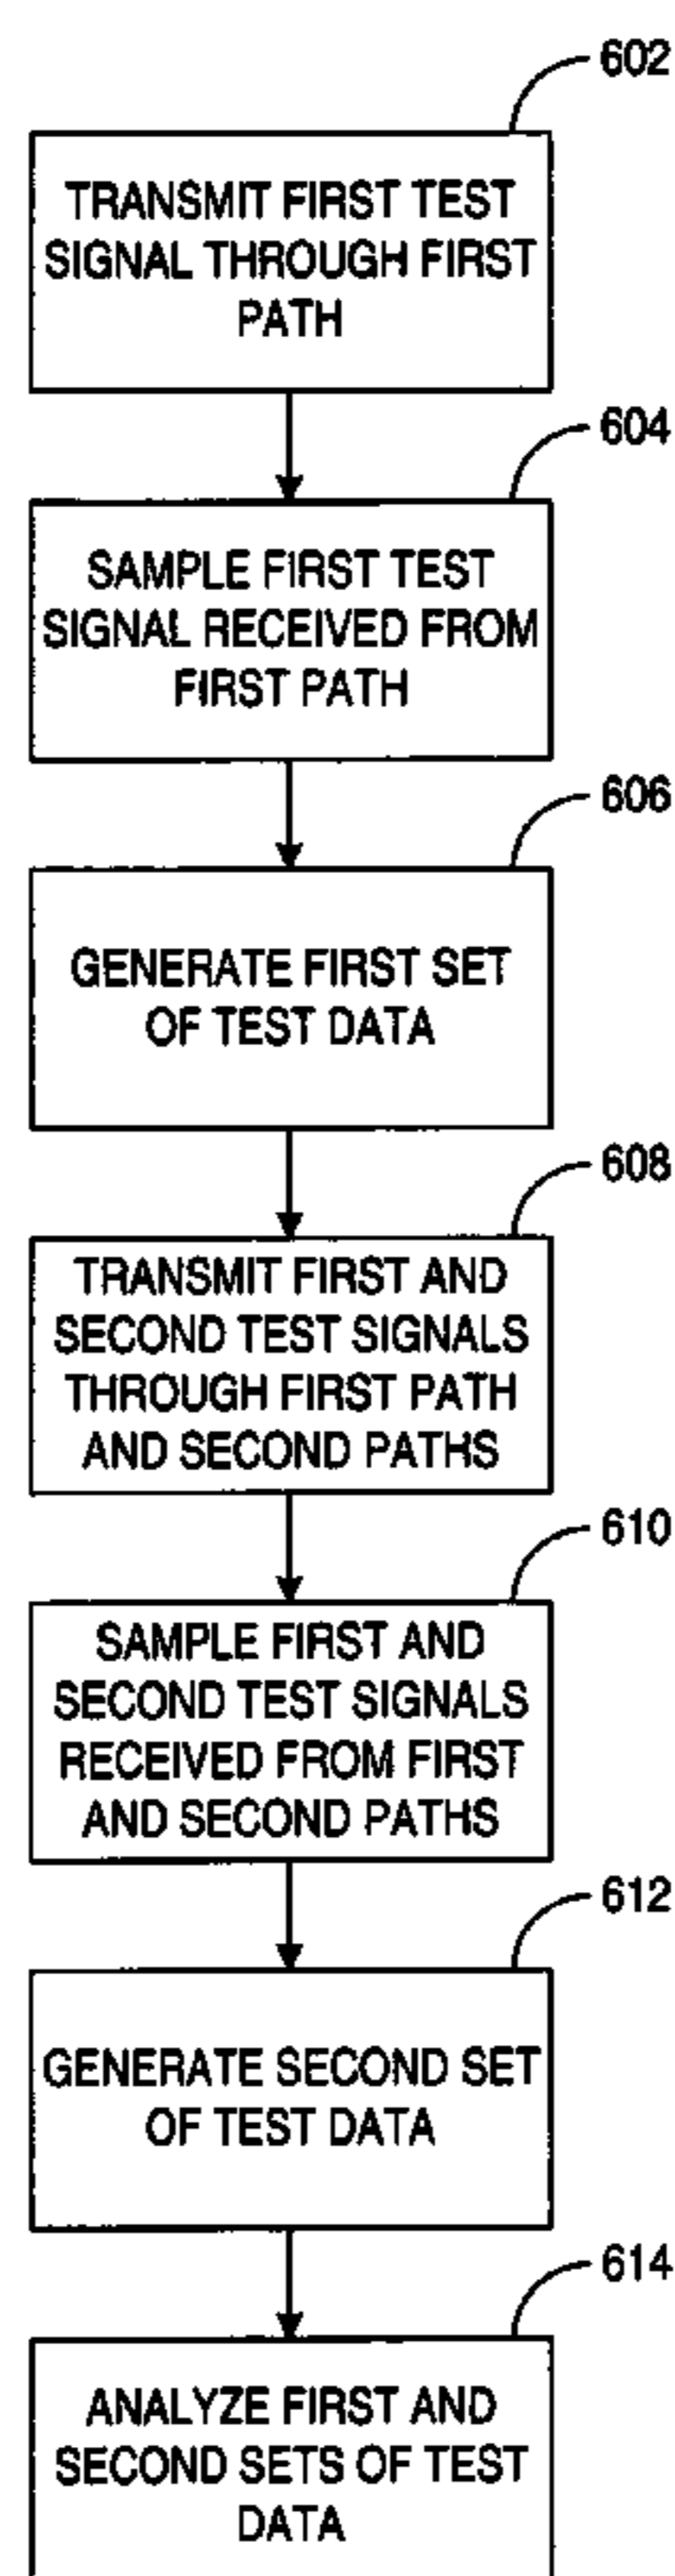 602
TRANSMIT FIRST TEST
SIGNAL THROUGH FIRST
PATH
604
SAMPLE FIRST TEST
SIGNAL RECEIVED FROM
FIRST PATH
606
GENERATE FIRST SET
OF TEST DATA
608
TRANSMIT FIRST AND
SECOND TEST SIGNALS
THROUGH FIRST PATH
AND SECOND PATHS
610
SAMPLE FIRST AND
SECOND TEST SIGNALS
RECEIVED FROM FIRST
AND SECOND PATHS
612
GENERATE SECOND SET
OF TEST DATA
614
ANALYZE FIRST AND
SECOND SETS OF TEST
DATA